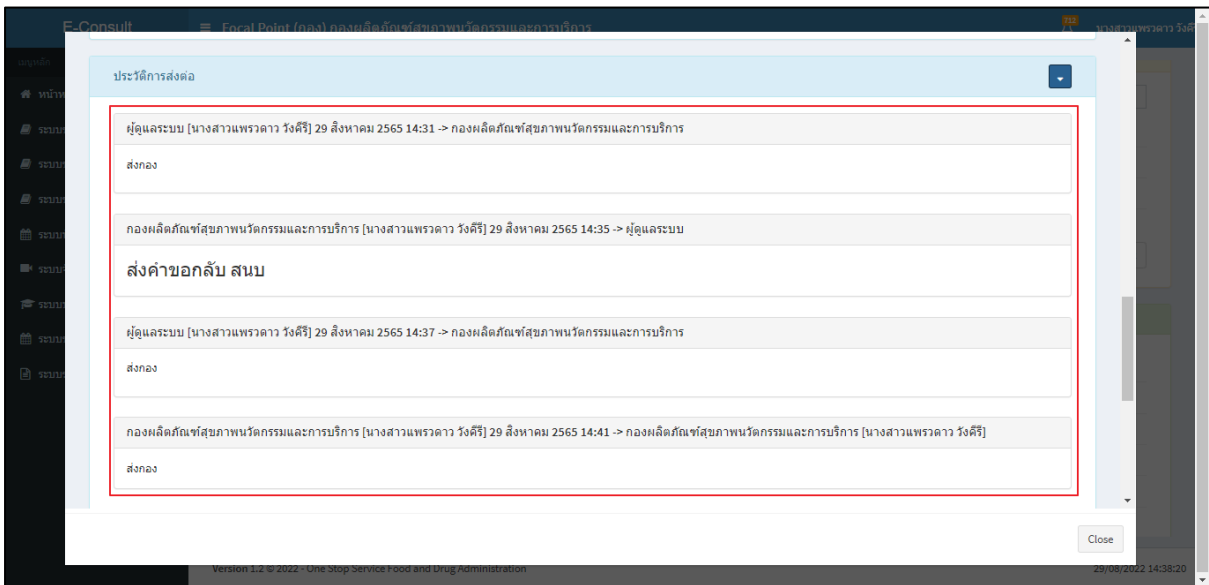 E-Consult
Focal Point (กอง) กองผลิตภัณฑ์สุขภาพนวัตกรรมและการบริการ
712
นางสาวแพรวดาว วังคีรี
เมนูหลัก
ประวัติการส่งต่อ
ผู้ดูแลระบบ [นางสาวแพรวดาว วังคีรี] 29 สิงหาคม 2565 14:31 -> กองผลิตภัณฑ์สุขภาพนวัตกรรมและการบริการ
ส่งกอง
กองผลิตภัณฑ์สุขภาพนวัตกรรมและการบริการ [นางสาวแพรวดาว วังคีรี] 29 สิงหาคม 2565 14:35 -> ผู้ดูแลระบบ
ส่งคำขอกลับ สนบ
ผู้ดูแลระบบ [นางสาวแพรวดาว วังคีรี] 29 สิงหาคม 2565 14:37 -> กองผลิตภัณฑ์สุขภาพนวัตกรรมและการบริการ
ส่งกอง
กองผลิตภัณฑ์สุขภาพนวัตกรรมและการบริการ [นางสาวแพรวดาว วังคีรี] 29 สิงหาคม 2565 14:41 -> กองผลิตภัณฑ์สุขภาพนวัตกรรมและการบริการ [นางสาวแพรวดาว วังคีรี]
ส่งกอง
Close
Version 1.2 © 2022 - One Stop Service Food and Drug Administration
29/08/2022 14:38:20